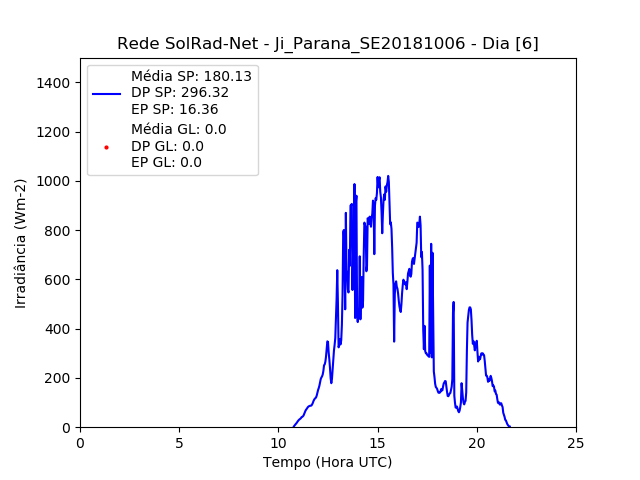 Rede SolRad-Net - Ji_Parana_SE20181006 - Dia [6]
Média SP: 180.13
DP SP: 296.32
EP SP: 16.36
Média GL: 0.0
DP GL: 0.0
EP GL: 0.0
Irradiância (Wm-2)
1400
1200
1000
800
600
400
200
0
0 5 10 15 20 25
Tempo (Hora UTC)